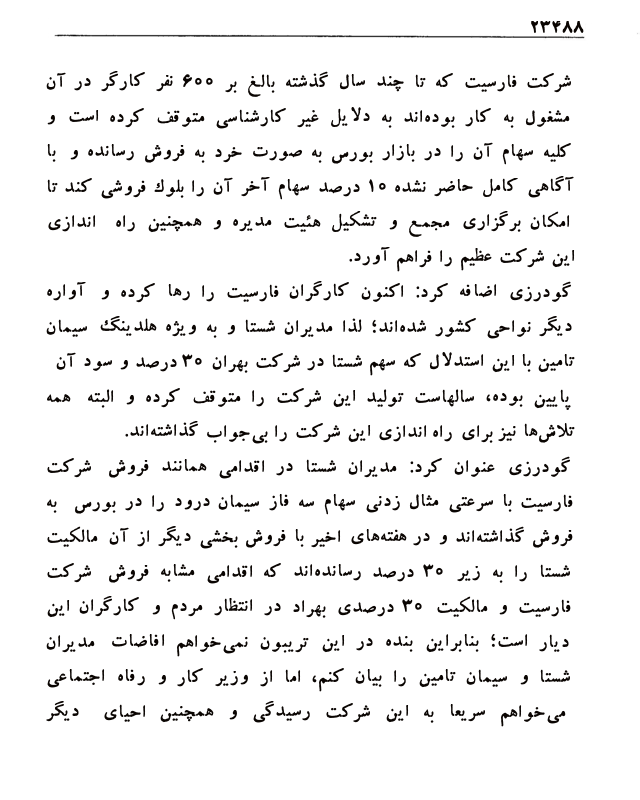 ۲۳۴۸۸
شرکت فارسیت که تا چند سال گذشته بالغ بر ۶۰۰ نفر کارگر در آن
مشغول به کار بوده‌اند به دلایل غیر کارشناسی متوقف کرده است و
کلیه سهام آن را در بازار بورس به صورت خرد به فروش رسانده و با
آگاهی کامل حاضر نشده ۱۰ درصد سهام آخر آن را بلوک فروشی کند تا
امکان برگزاری مجمع و تشکیل هئیت مدیره و همچنین راه اندازی
این شرکت عظیم را فراهم آورد.
گودرزی اضافه کرد: اکنون کارگران فارسیت را رها کرده و آواره
دیگر نواحی کشور شده‌اند؛ لذا مدیران شستا و به ویژه هلدینگ سیمان
تامین با این استدلال که سهم شستا در شرکت بهران ۳۰ درصد و سود آن
پایین بوده، سالهاست تولید این شرکت را متوقف کرده و البته همه
تلاش‌ها نیز برای راه اندازی این شرکت را بی‌جواب گذاشته‌اند.
گودرزی عنوان کرد: مدیران شستا در اقدامی همانند فروش شرکت
فارسیت با سرعتی مثال زدنی سهام سه فاز سیمان درود را در بورس به
فروش گذاشته‌اند و در هفته‌های اخیر با فروش بخشی دیگر از آن مالکیت
شستا را به زیر ۳۰ درصد رسانده‌اند که اقدامی مشابه فروش شرکت
فارسیت و مالکیت ۳۰ درصدی بهراد در انتظار مردم و کارگران این
دیار است؛ بنابراین بنده در این تریبون نمی‌خواهم افاضات مدیران
شستا و سیمان تامین را بیان کنم، اما از وزیر کار و رفاه اجتماعی
می‌خواهم سریعا به این شرکت رسیدگی و همچنین احیای دیگر